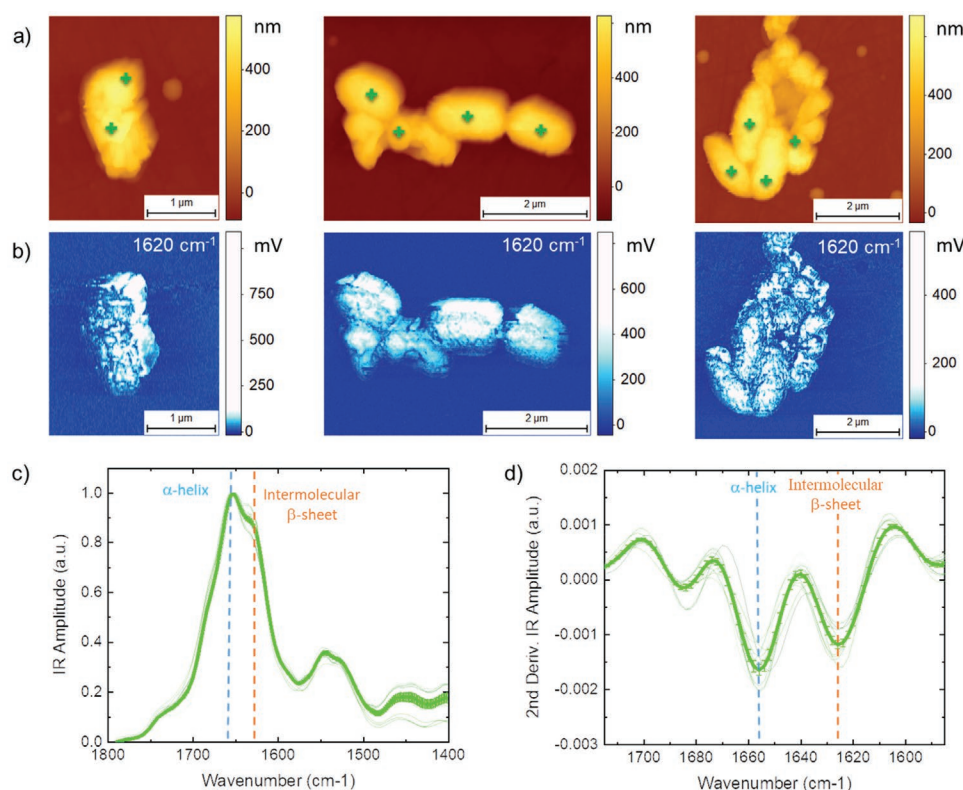 a)
nm
400
200
0
1 µm
nm
400
200
0
2 µm
nm
400
200
0
2 µm
b)
1620 cm-1
mV
750
500
250
0
1 µm
1620 cm-1
mV
600
400
200
0
2 µm
1620 cm-1
mV
400
200
0
2 µm
c)
α-helix
Intermolecular
β-sheet
IR Amplitude (a.u.)
1.0
0.8
0.6
0.4
0.2
0.0
1800
1700
1600
1500
1400
Wavenumber (cm-1)
d)
α-helix
Intermolecular
β-sheet
2nd Deriv. IR Amplitude (a.u.)
0.002
0.001
0.000
-0.001
-0.002
-0.003
1700
1680
1660
1640
1620
1600
Wavenumber (cm-1)